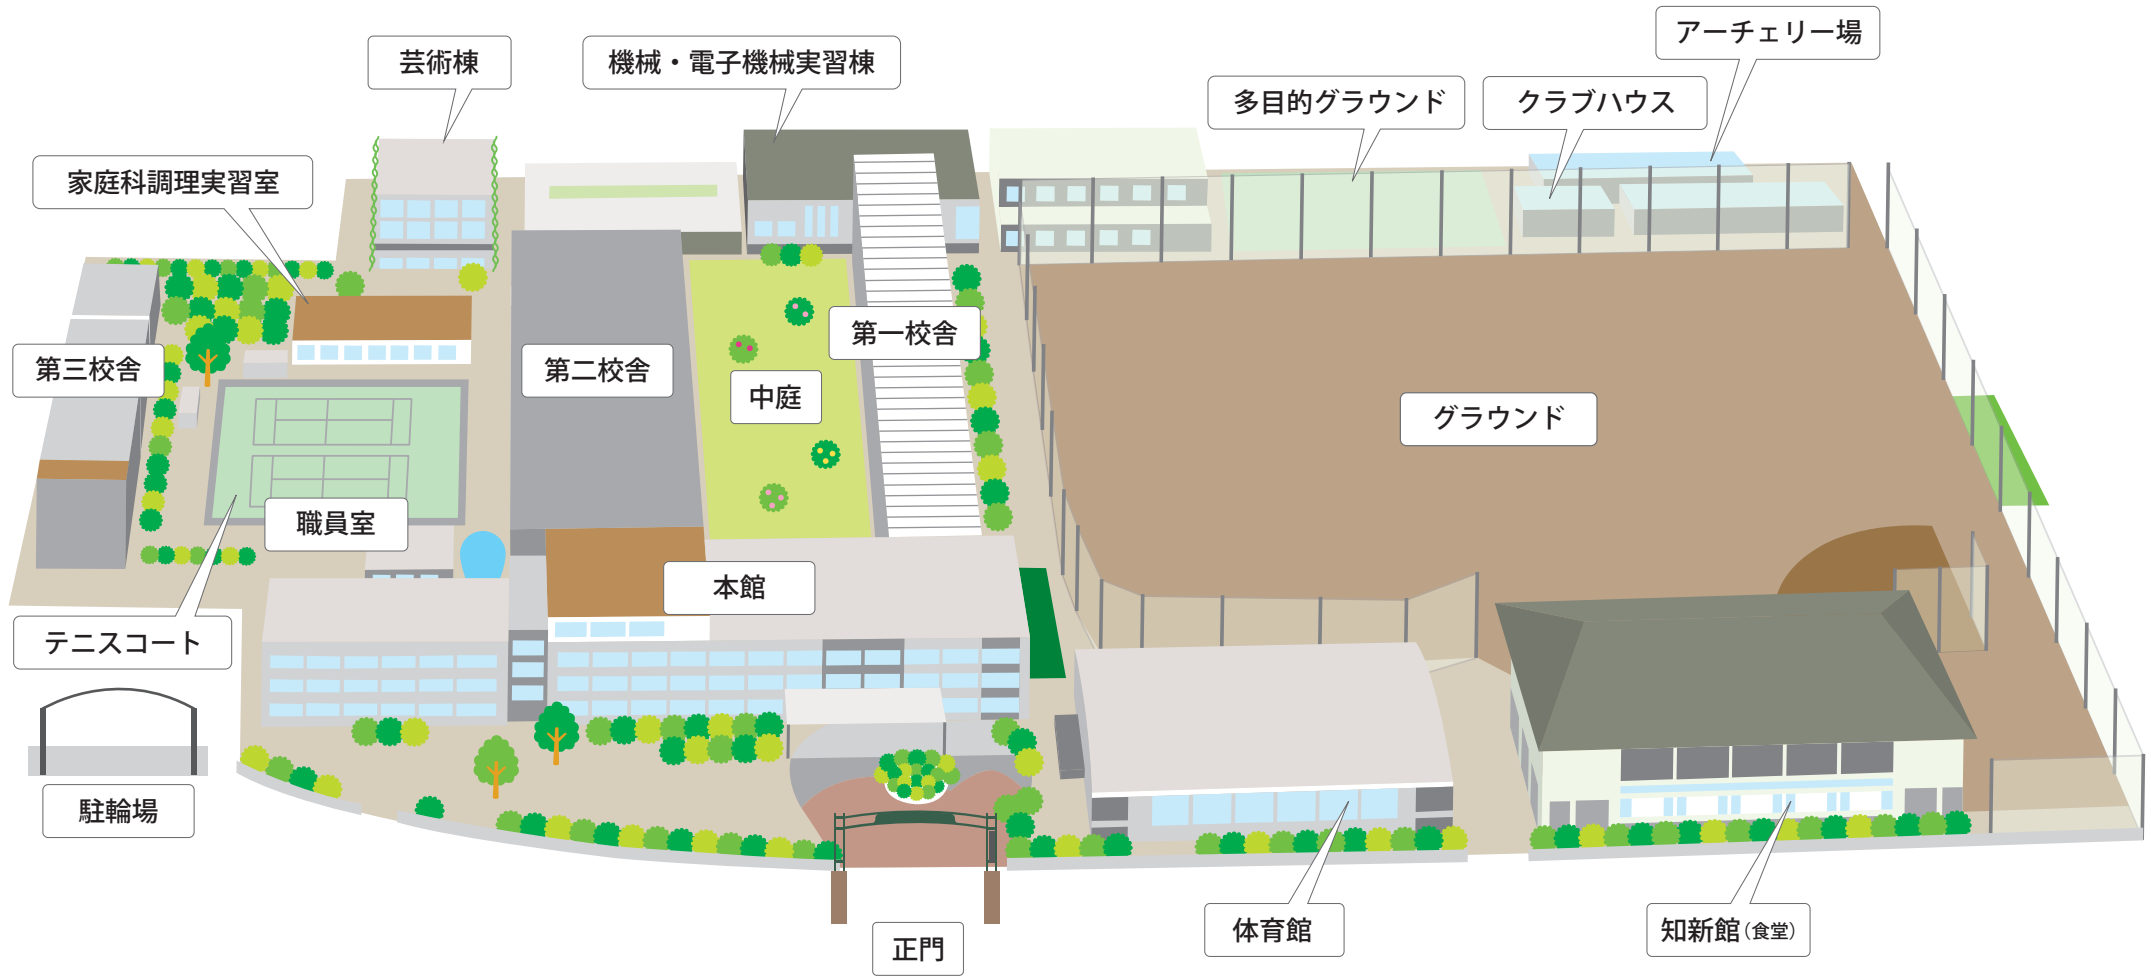 アーチェリー場
芸術棟
機械・電子機械実習棟
多目的グラウンド
クラブハウス
家庭科調理実習室
第一校舎
第三校舎
第二校舎
中庭
グラウンド
職員室
本館
テニスコート
駐輪場
体育館
知新館(食堂)
正門